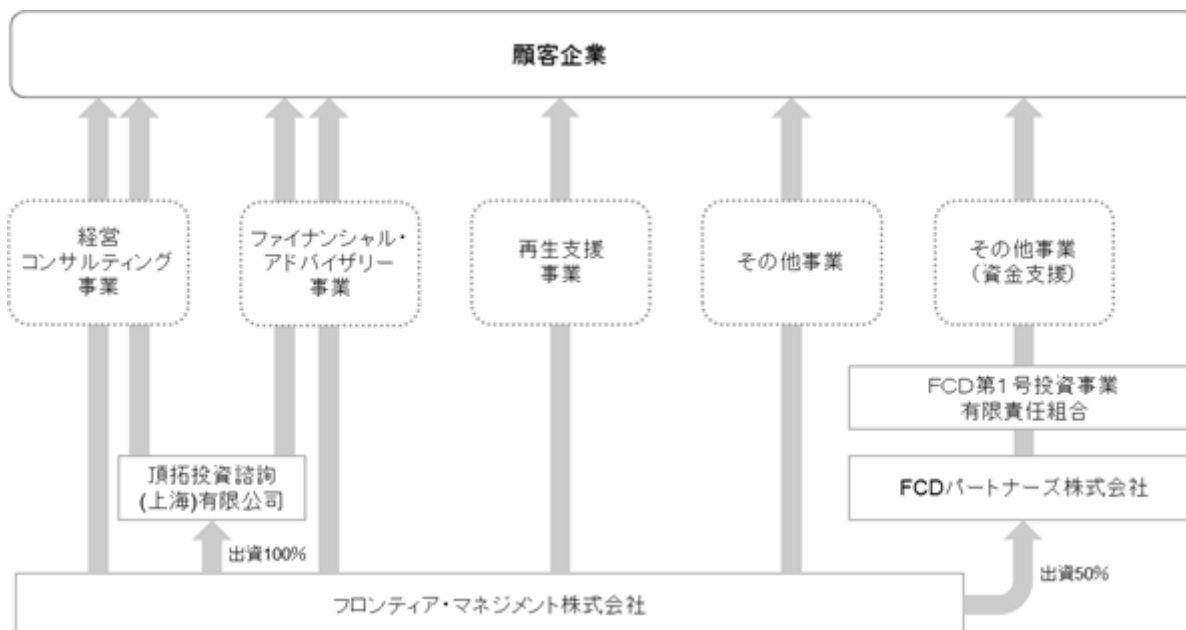 顧客企業
経営
コンサルティング
事業
ファイナンシャル・
アドバイザリー
事業
再生支援
事業
その他事業
その他事業
(資金支援)
FCD第1号投資事業
有限責任組合
頂拓投資諮詢
(上海)有限公司
FCDパートナーズ株式会社
出資100%
出資50%
フロンティア・マネジメント株式会社